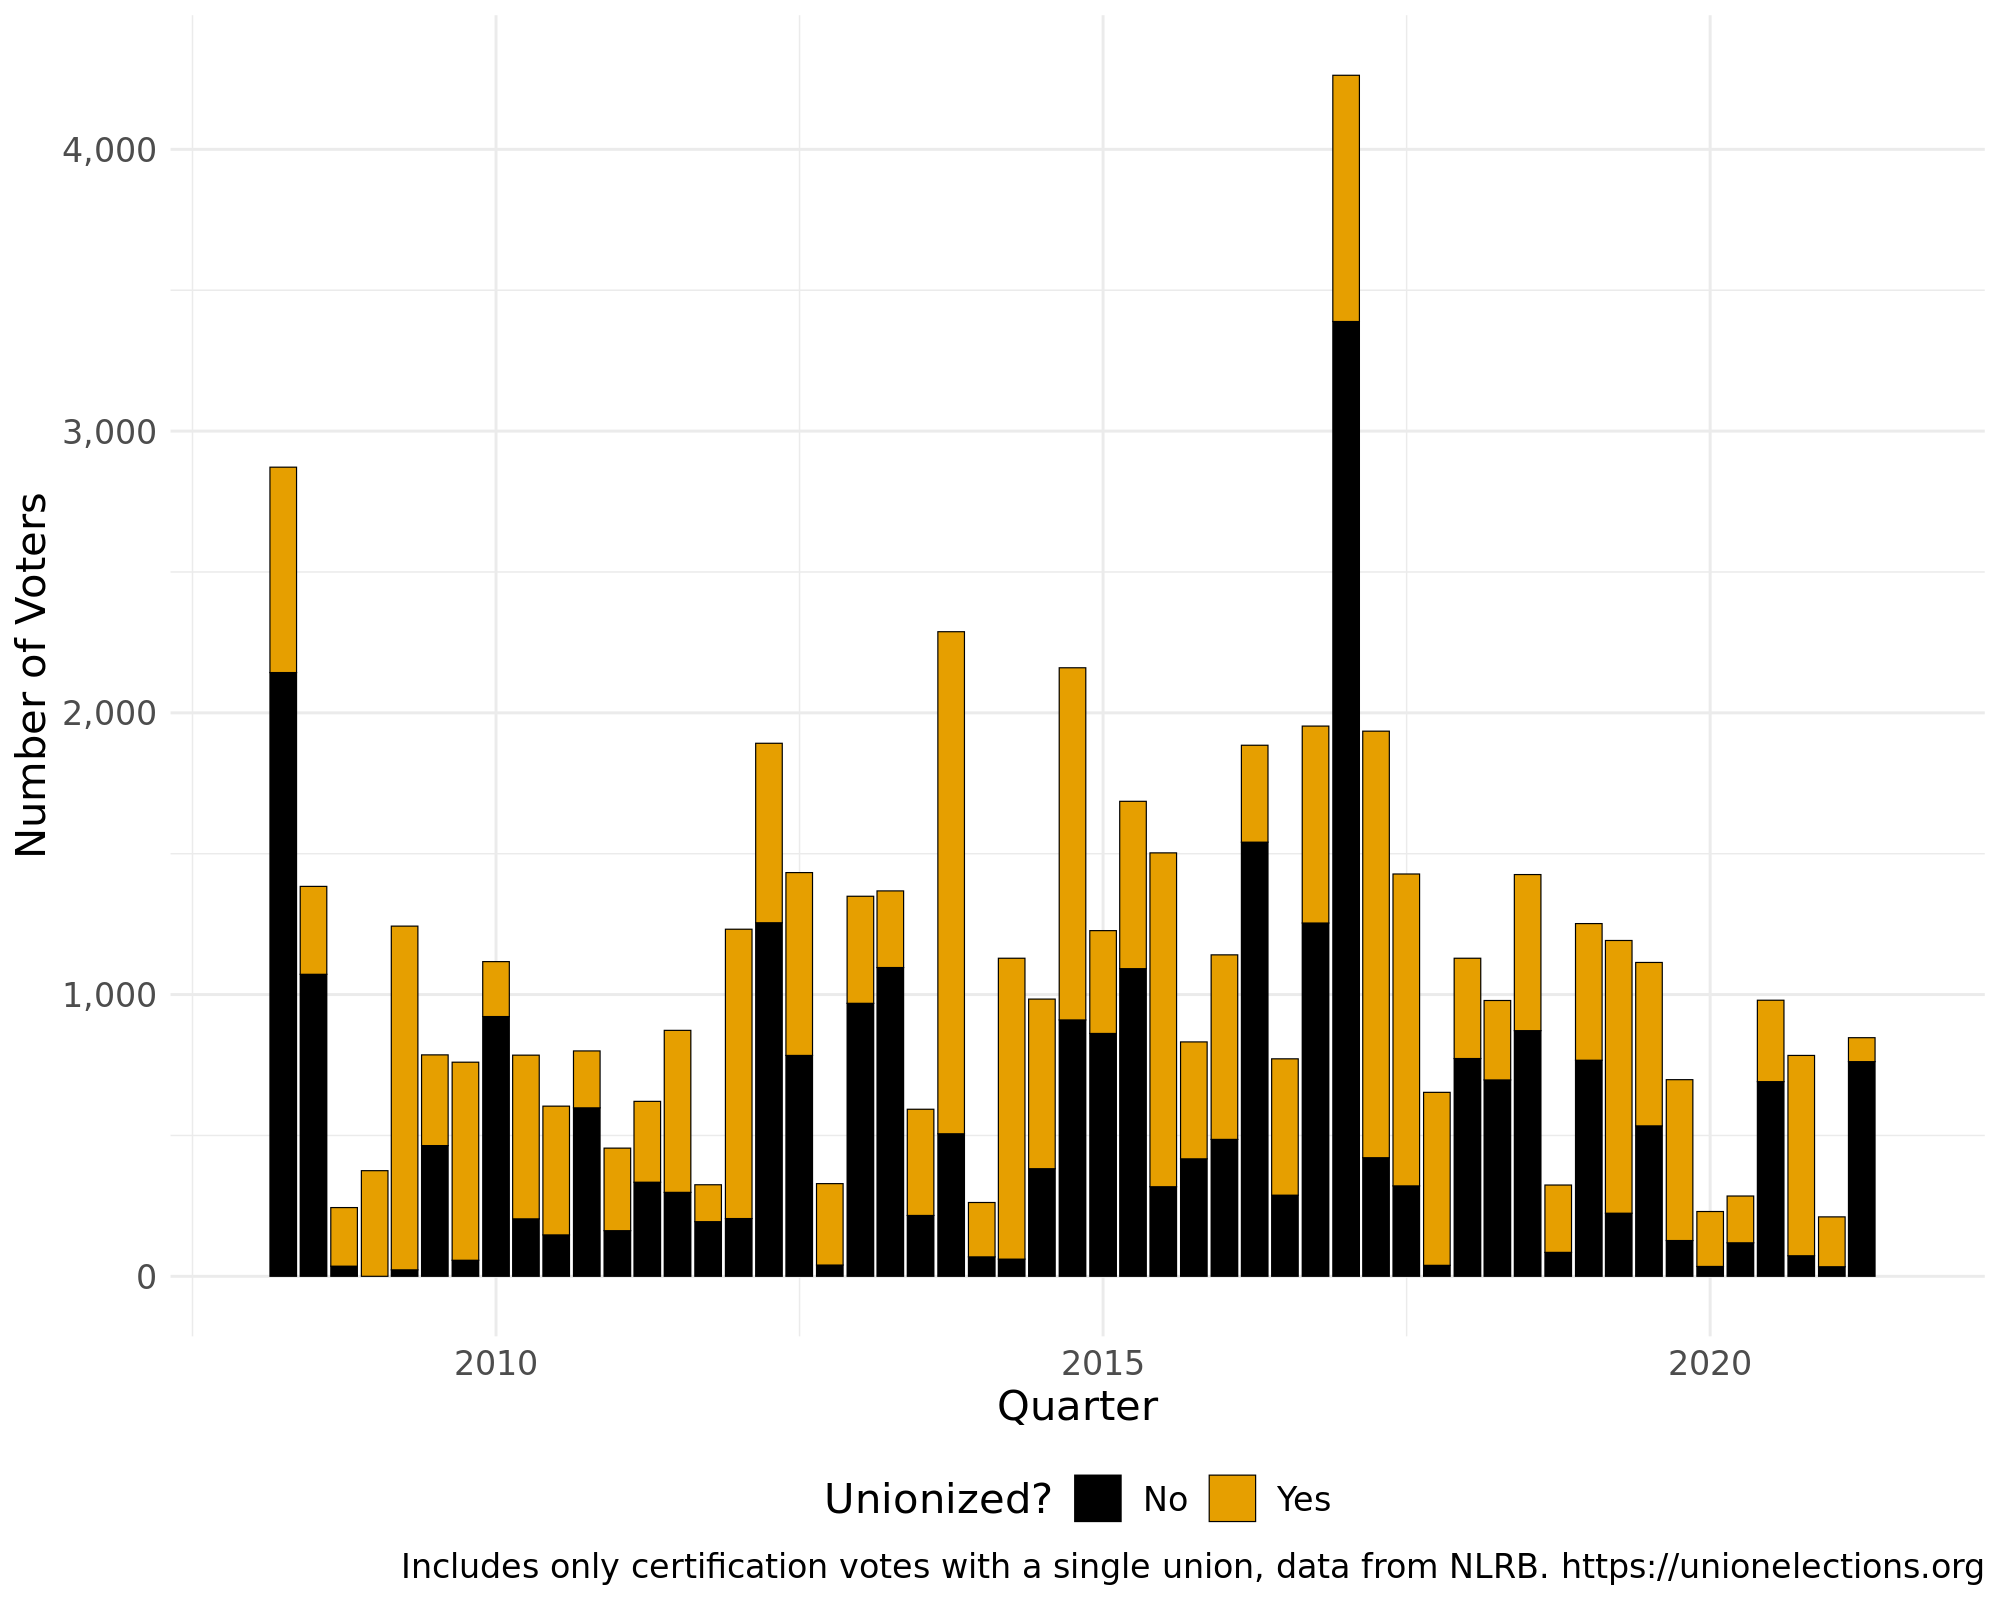 4,000
3,000
2,000
1,000
0
Number of Voters
2010 2015 2020
Quarter
Unionized? No Yes
Includes only certification votes with a single union, data from NLRB. https://unionelections.org